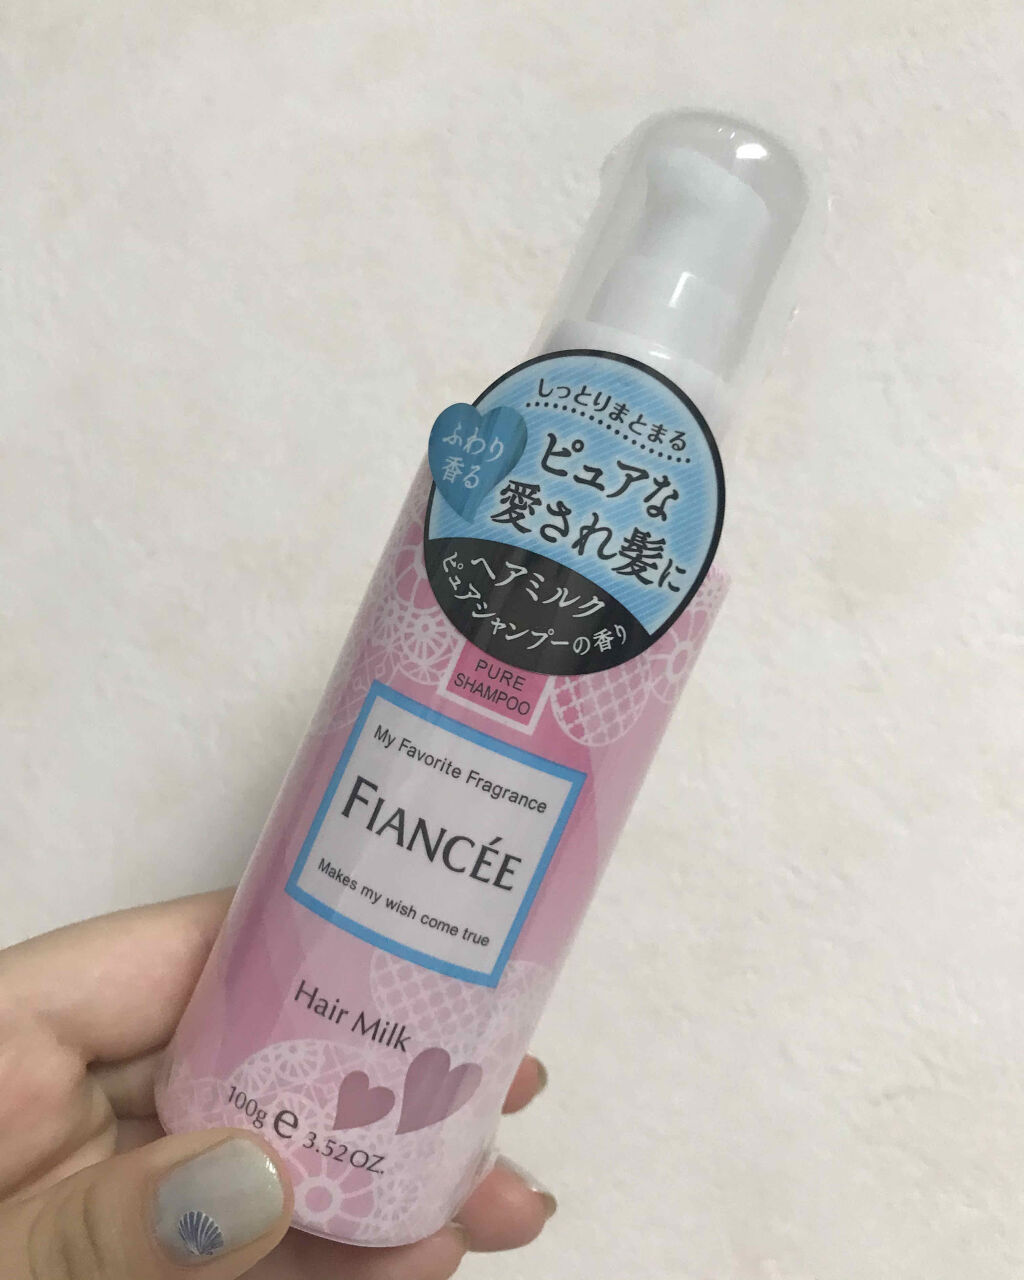 しっとりまとまる
ふわり
香る
ピュアな
愛され髪に
ヘアミルク
ピュアシャンプーの香り
PURE
SHAMPOO
My Favorite Fragrance
FIANCÉE
Makes my wish come true
Hair Milk
100g e 3.52OZ.